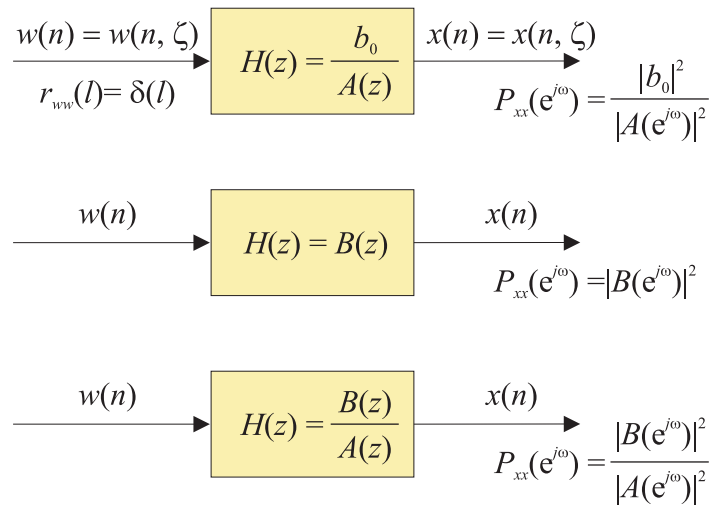 w(n) = w(n, ζ)
r_ww(l) = δ(l)
H(z) = b₀ / A(z)
x(n) = x(n, ζ)
P_xx(e^{jω}) = |b₀|² / |A(e^{jω})|²
w(n)
H(z) = B(z)
x(n)
P_xx(e^{jω}) = |B(e^{jω})|²
w(n)
H(z) = B(z) / A(z)
x(n)
P_xx(e^{jω}) = |B(e^{jω})|² / |A(e^{jω})|²